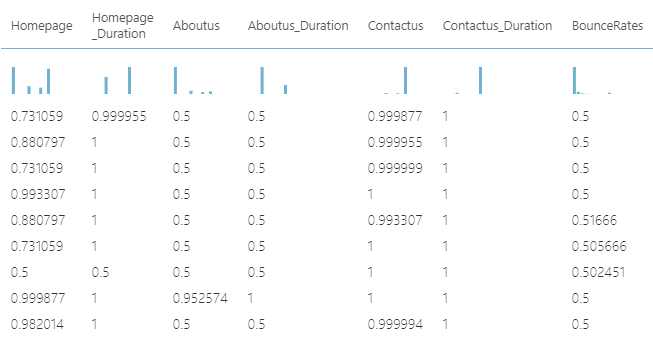 Homepage Homepage_Duration Aboutus Aboutus_Duration Contactus Contactus_Duration BounceRates
0.731059 0.999955 0.5 0.5 0.999877 1 0.5
0.880797 1 0.5 0.5 0.999955 1 0.5
0.731059 1 0.5 0.5 0.999999 1 0.5
0.993307 1 0.5 0.5 1 1 0.5
0.880797 1 0.5 0.5 0.993307 1 0.51666
0.731059 1 0.5 0.5 1 1 0.505666
0.5 0.5 0.5 0.5 1 1 0.502451
0.999877 1 0.952574 1 1 1 0.5
0.982014 1 0.5 0.5 0.999994 1 0.5